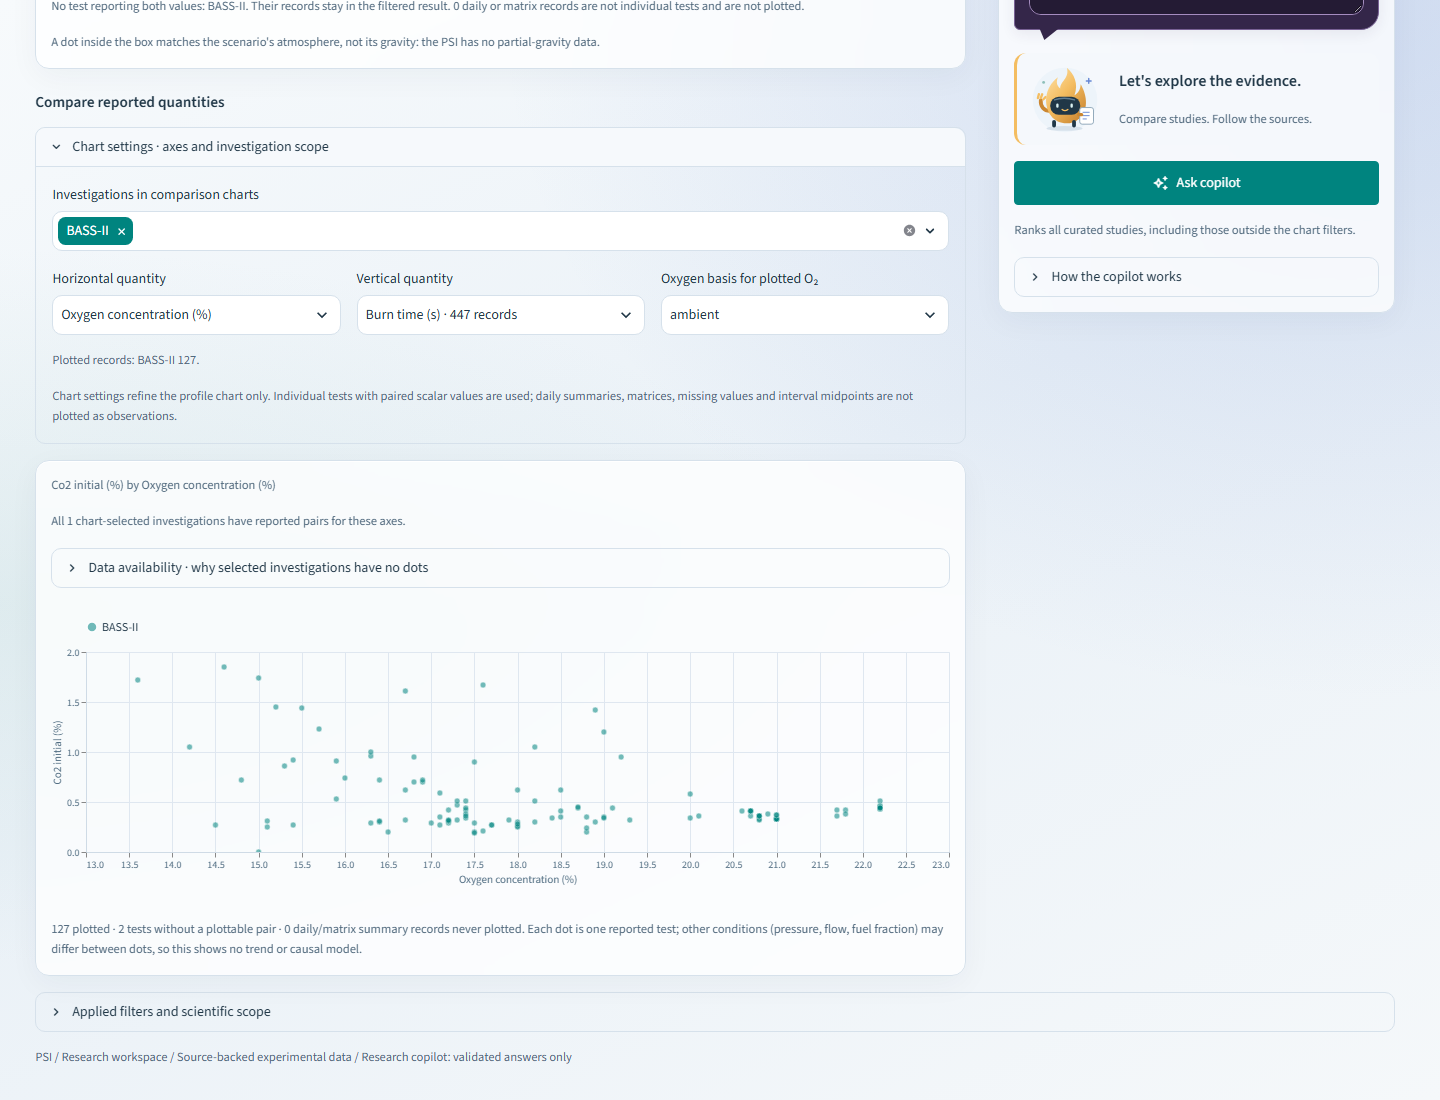 No test reporting both values: BASS-II. Their records stay in the filtered result. 0 daily or matrix records are not individual tests and are not plotted.
A dot inside the box matches the scenario's atmosphere, not its gravity: the PSI has no partial-gravity data.
Compare reported quantities
Chart settings · axes and investigation scope
Investigations in comparison charts
BASS-II ×
Horizontal quantity
Vertical quantity
Oxygen basis for plotted O₂
Oxygen concentration (%)
Burn time (s) · 447 records
ambient
Plotted records: BASS-II 127.
Chart settings refine the profile chart only. Individual tests with paired scalar values are used; daily summaries, matrices, missing values and interval midpoints are not
plotted as observations.
Co2 initial (%) by Oxygen concentration (%)
All 1 chart-selected investigations have reported pairs for these axes.
Data availability · why selected investigations have no dots
BASS-II
2.0
1.5
1.0
0.5
0.0
Co2 initial (%)
13.0 13.5 14.0 14.5 15.0 15.5 16.0 16.5 17.0 17.5 18.0 18.5 19.0 19.5 20.0 20.5 21.0 21.5 22.0 22.5 23.0
Oxygen concentration (%)
127 plotted · 2 tests without a plottable pair · 0 daily/matrix summary records never plotted. Each dot is one reported test; other conditions (pressure, flow, fuel fraction) may
differ between dots, so this shows no trend or causal model.
Applied filters and scientific scope
PSI / Research workspace / Source-backed experimental data / Research copilot: validated answers only
Let's explore the evidence.
Compare studies. Follow the sources.
Ask copilot
Ranks all curated studies, including those outside the chart filters.
How the copilot works